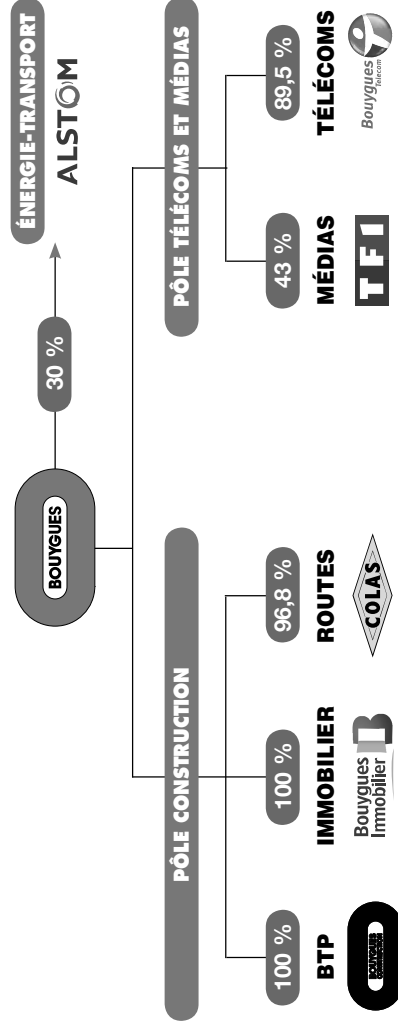 BOUYGUES
30 %
ÉNERGIE-TRANSPORT
ALSTOM
PÔLE CONSTRUCTION
PÔLE TÉLÉCOMS ET MÉDIAS
100 %
BTP
100 %
IMMOBILIER
Bouygues
Immobilier
96,8 %
ROUTES
COLAS
43 %
MÉDIAS
TF1
89,5 %
TÉLÉCOMS
Bouygues
Telecom